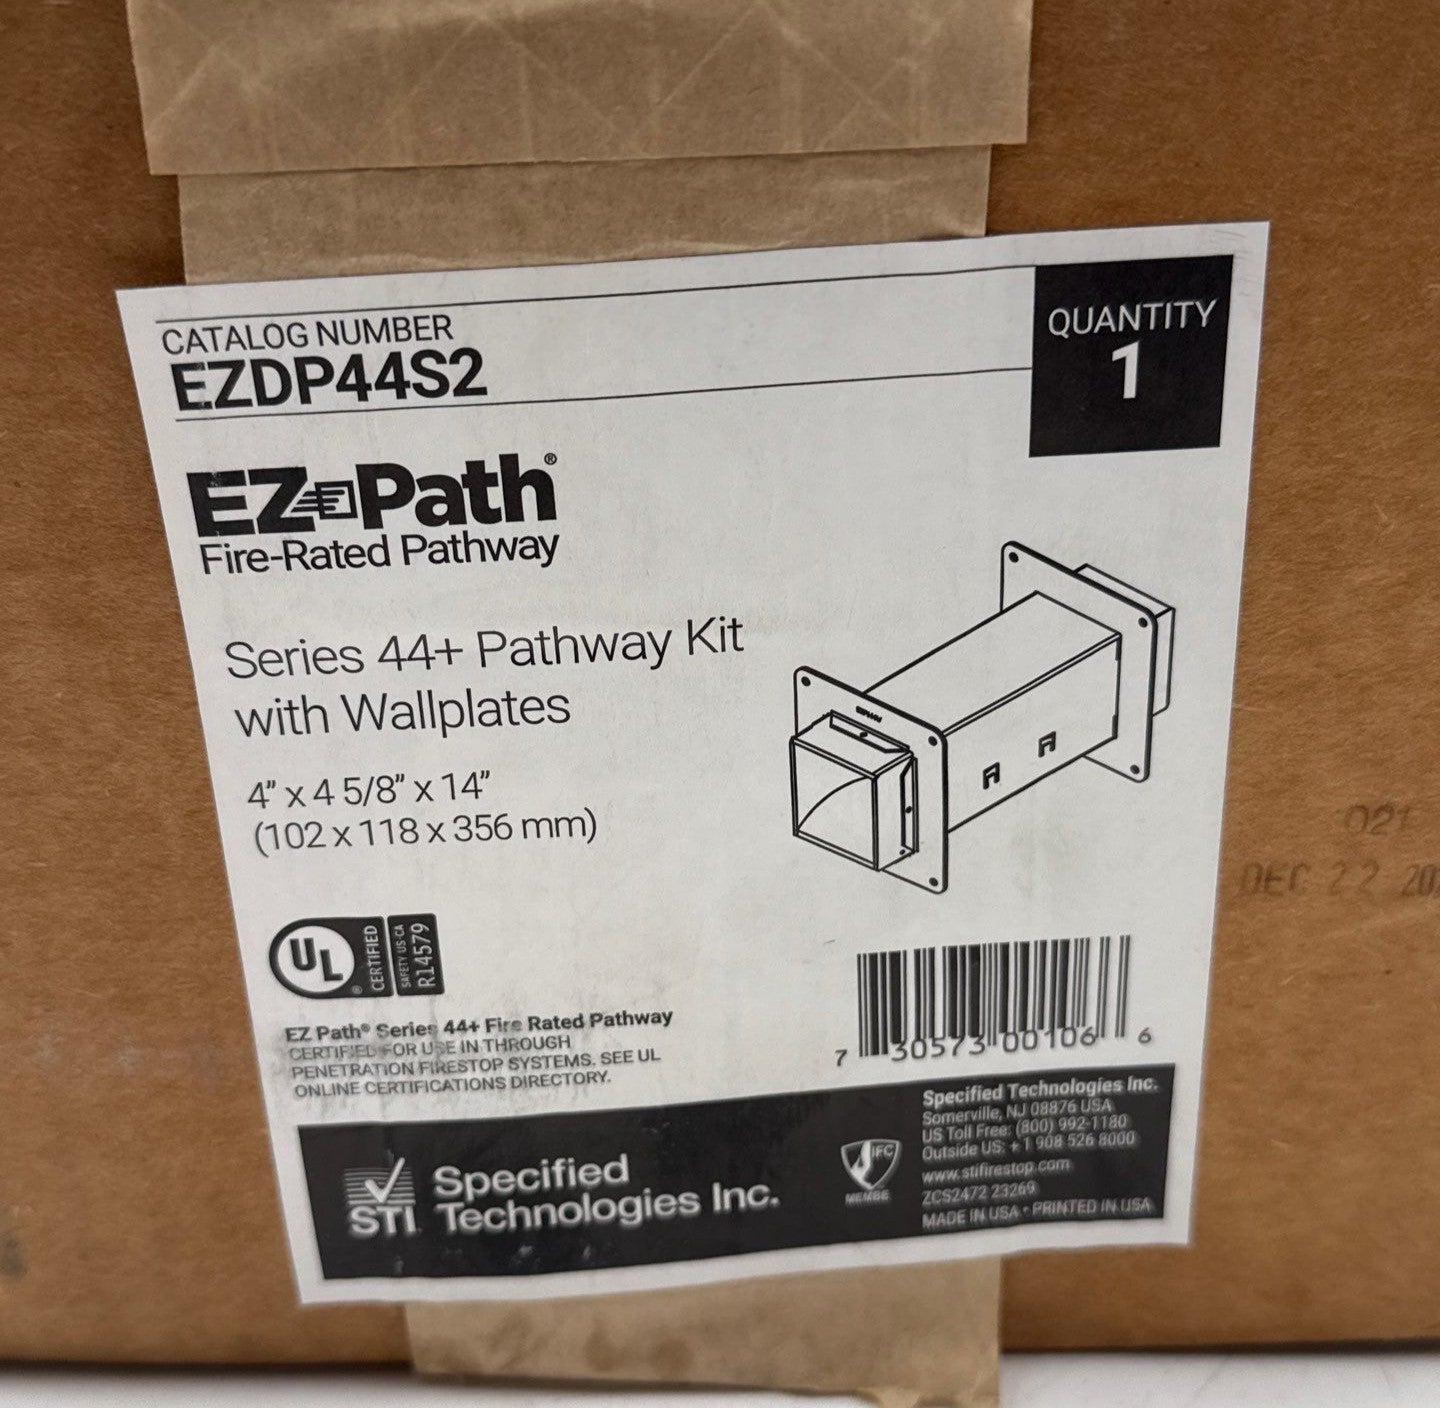 CATALOG NUMBER
EZDP44S2
QUANTITY
1
EZ Path®
Fire-Rated Pathway
Series 44+ Pathway Kit
with Wallplates
4" x 4 5/8" x 14"
(102 x 118 x 356 mm)
UL ®
CERTIFIED
SAFETY US-CA
R14579
EZ Path® Series 44+ Fire Rated Pathway
CERTIFIED FOR USE IN THROUGH
PENETRATION FIRESTOP SYSTEMS. SEE UL
ONLINE CERTIFICATIONS DIRECTORY.
7 30573 00106 6
STI Specified
Technologies Inc.
IFC
MEMBE
Specified Technologies Inc.
Somerville, NJ 08876 USA
US Toll Free: (800) 992-1180
Outside US: +1 908 526 8000
www.stifirestop.com
ZCS2472 23269
MADE IN USA • PRINTED IN USA
021
DEC 22